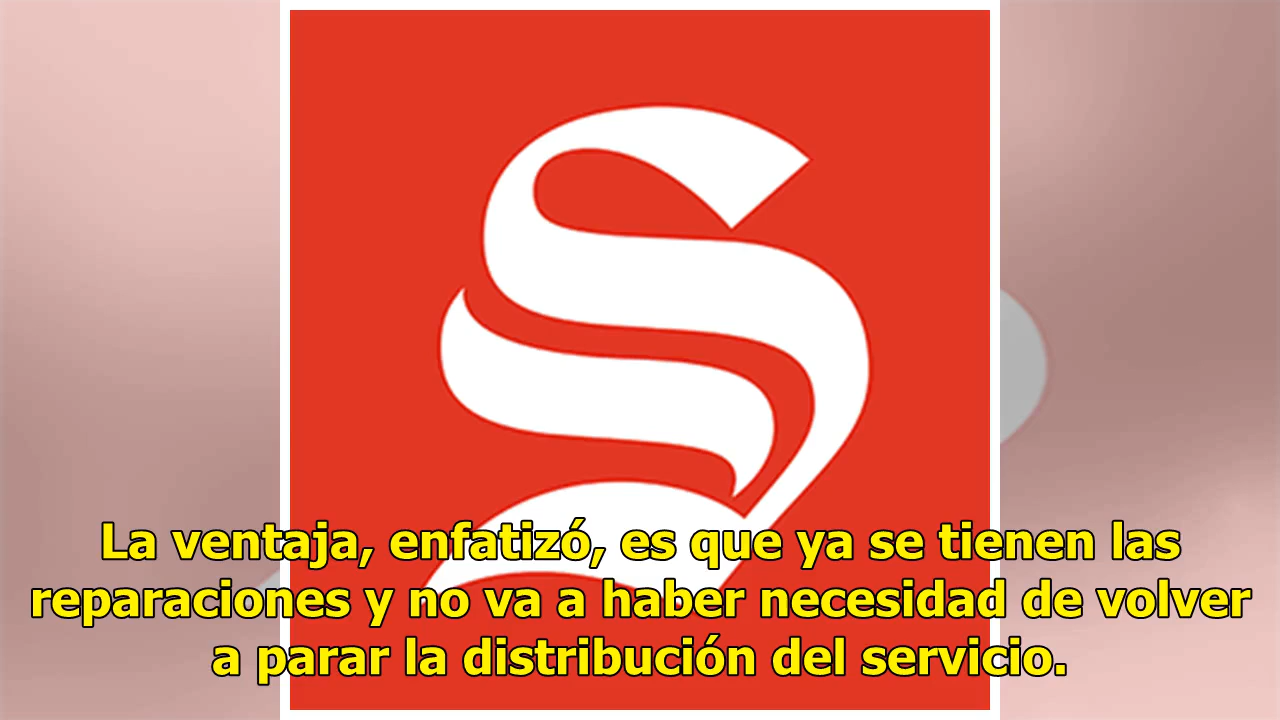 S
La ventaja, enfatizó, es que ya se tienen las
reparaciones y no va a haber necesidad de volver
a parar la distribución del servicio.